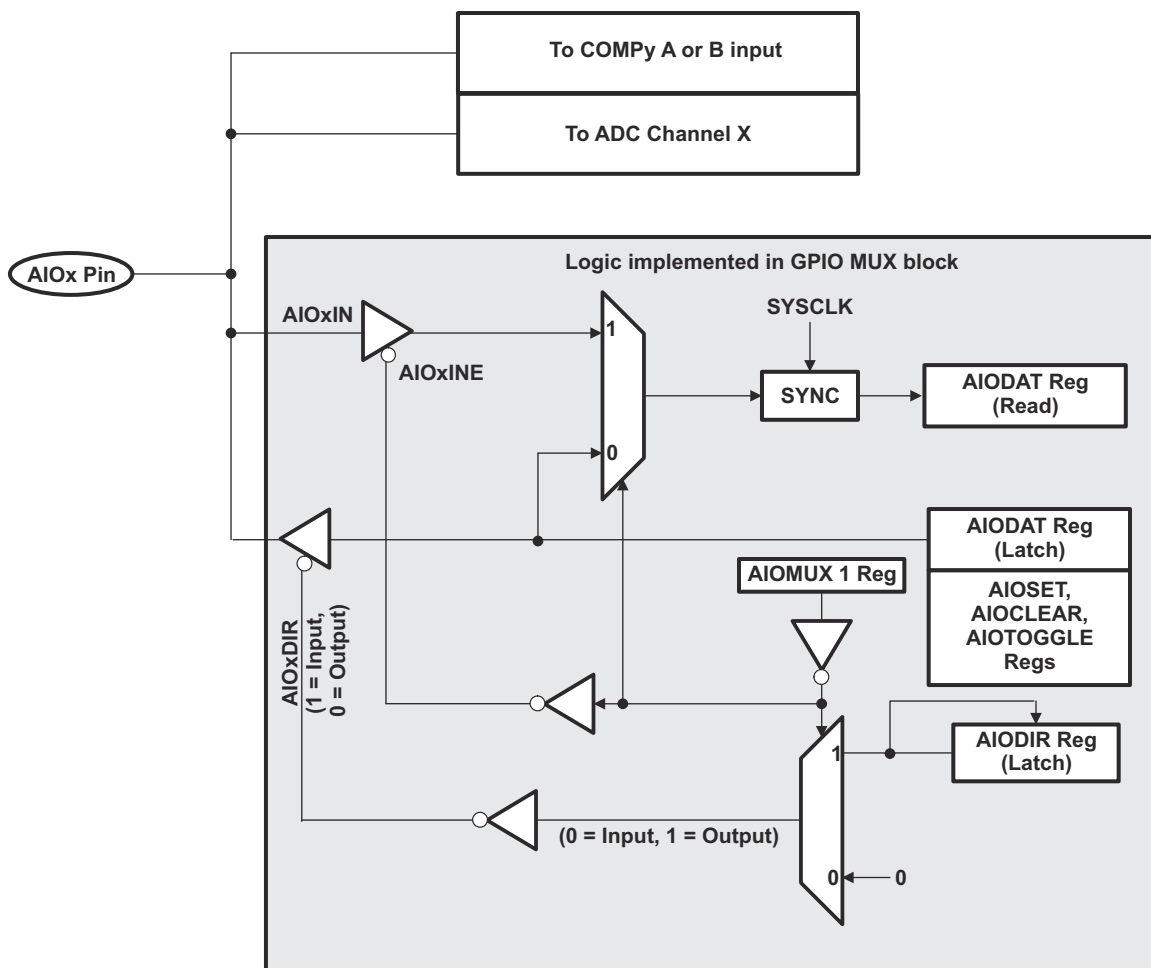 To COMPy A or B input
To ADC Channel X
AIOx Pin
Logic implemented in GPIO MUX block
AIOxIN
AIOxINE
1
0
SYSCLK
SYNC
AIODAT Reg
(Read)
AIODAT Reg
(Latch)
AIOSET,
AIOCLEAR,
AIOTOGGLE
Regs
AIOMUX 1 Reg
AIOxDIR
(1 = Input,
0 = Output)
1
AIODIR Reg
(Latch)
(0 = Input, 1 = Output)
0
0